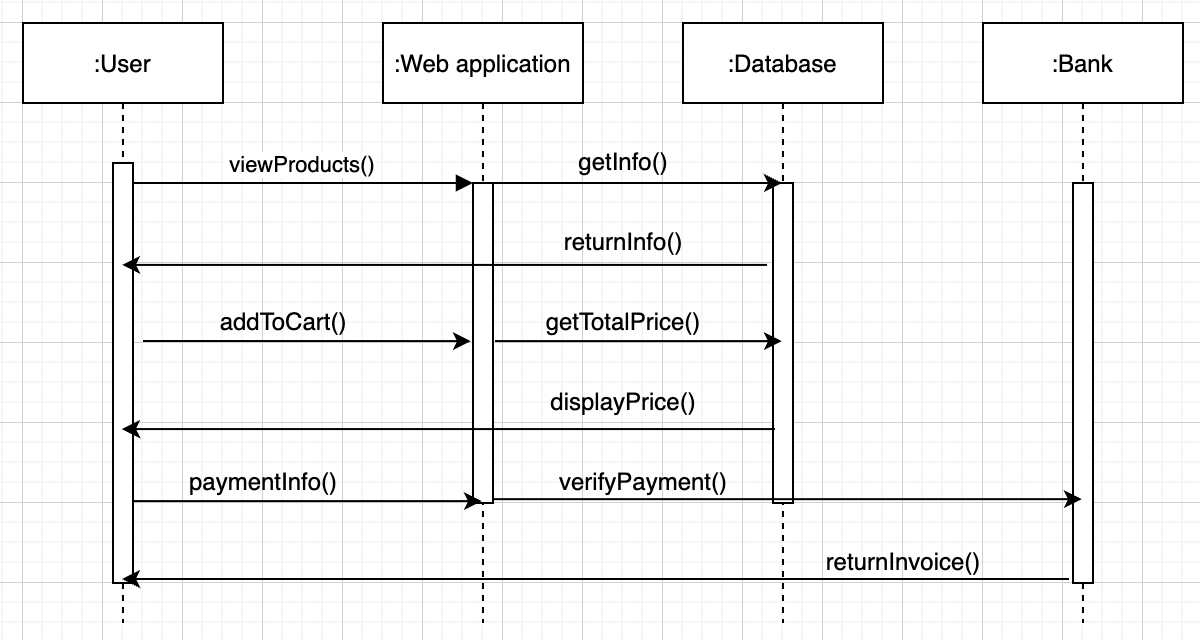 :User
:Web application
:Database
:Bank
viewProducts()
getInfo()
returnInfo()
addToCart()
getTotalPrice()
displayPrice()
paymentInfo()
verifyPayment()
returnInvoice()